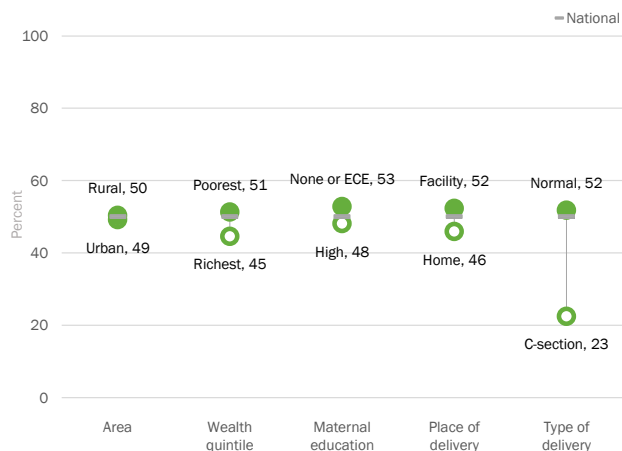 National
100
80
60
40
20
0
Percent
Rural, 50
Urban, 49
Poorest, 51
Richest, 45
None or ECE, 53
High, 48
Facility, 52
Home, 46
Normal, 52
C-section, 23
Area
Wealth
quintile
Maternal
education
Place of
delivery
Type of
delivery